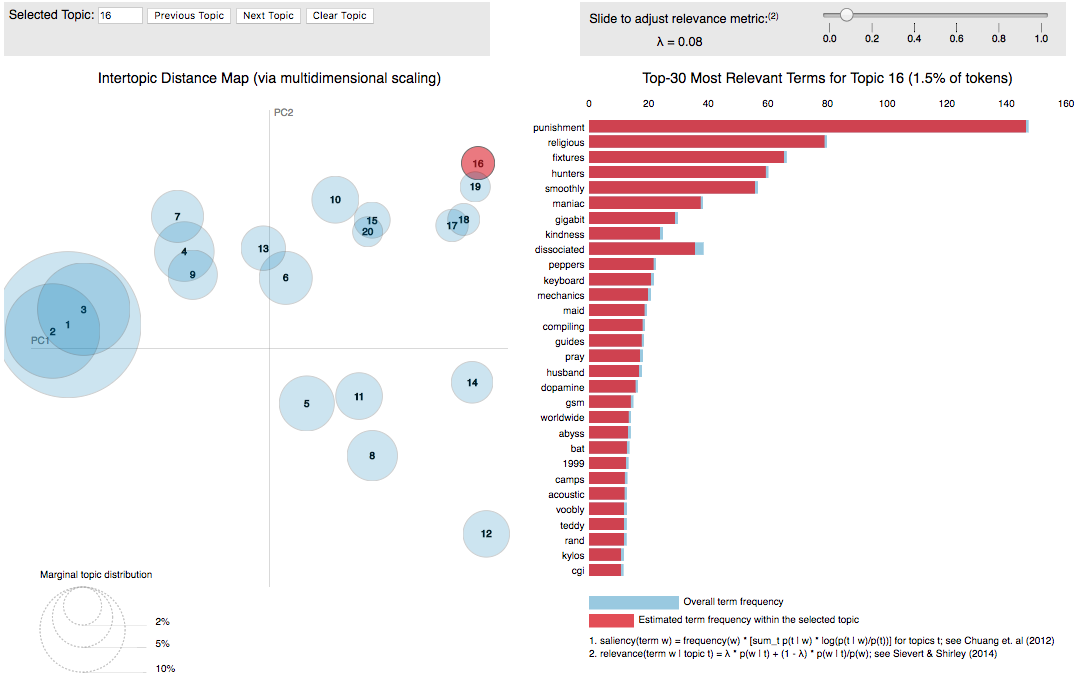 Selected Topic: 16 Previous Topic Next Topic Clear Topic
Slide to adjust relevance metric:(2)
λ = 0.08
0.0 0.2 0.4 0.6 0.8 1.0
Intertopic Distance Map (via multidimensional scaling)
PC2
PC1
16
19
10
7
15
18
17
20
13
4
9
6
3
1
2
14
11
5
8
12
Marginal topic distribution
2%
5%
10%
Top-30 Most Relevant Terms for Topic 16 (1.5% of tokens)
0 20 40 60 80 100 120 140 160
punishment
religious
fixtures
hunters
smoothly
maniac
gigabit
kindness
dissociated
peppers
keyboard
mechanics
maid
compiling
guides
pray
husband
dopamine
gsm
worldwide
abyss
bat
1999
camps
acoustic
voobly
teddy
rand
kylos
cgi
Overall term frequency
Estimated term frequency within the selected topic
1. saliency(term w) = frequency(w) * [sum_t p(t | w) * log(p(t | w)/p(t))] for topics t; see Chuang et. al (2012)
2. relevance(term w | topic t) = λ * p(w | t) + (1 - λ) * p(w | t)/p(w); see Sievert & Shirley (2014)